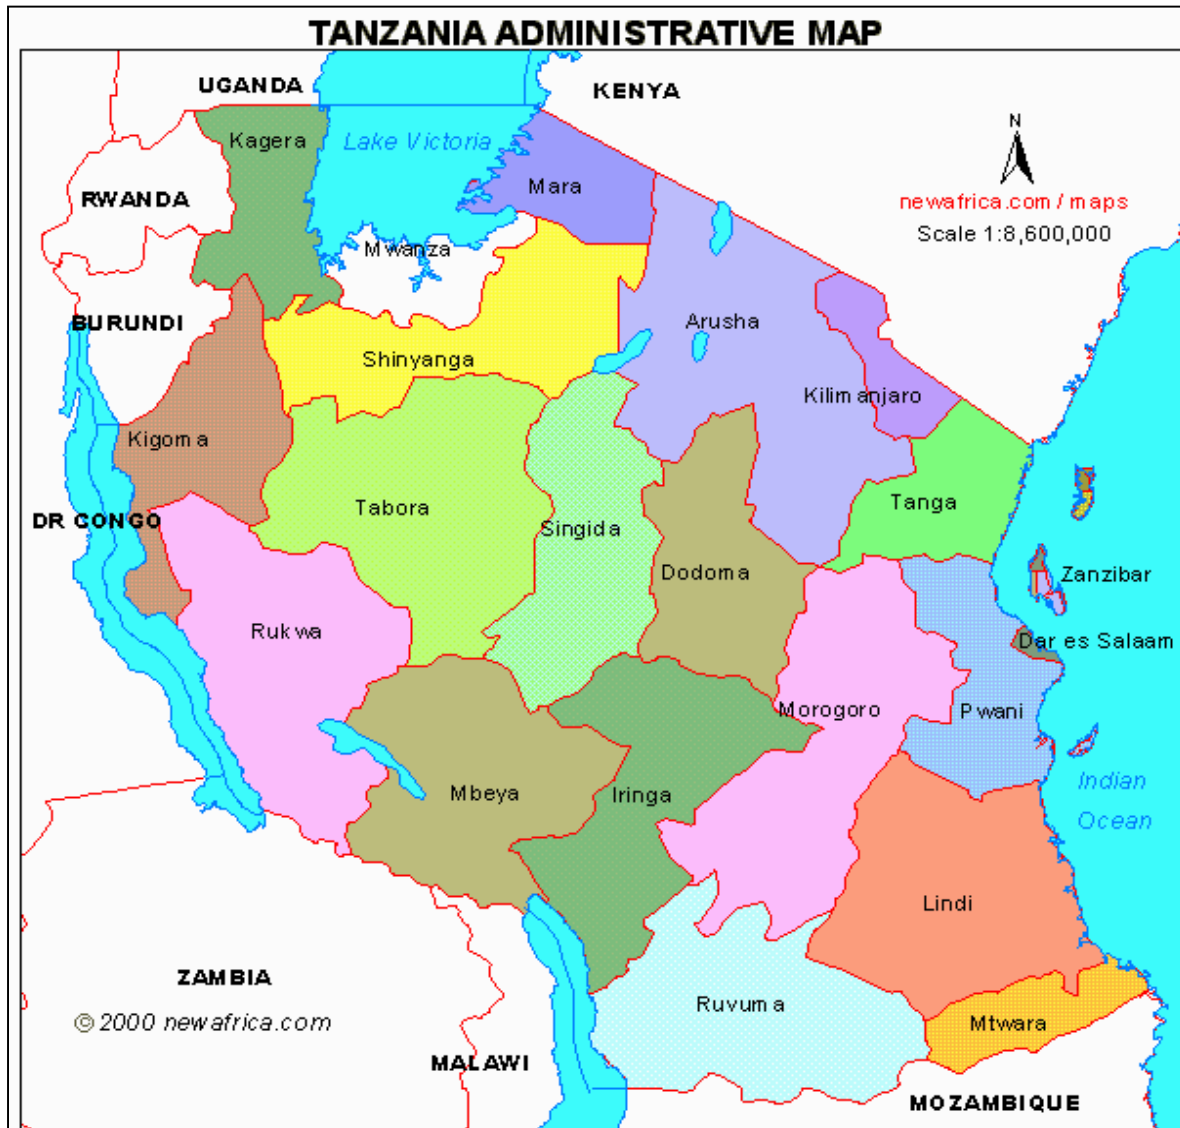 TANZANIA ADMINISTRATIVE MAP
UGANDA
KENYA
N
Kagera
Lake Victoria
Mara
RWANDA
newafrica.com / maps
Scale 1:8,600,000
Mwanza
BURUNDI
Arusha
Shinyanga
Kilimanjaro
Kigoma
Tabora
Tanga
DR CONGO
Singida
Dodoma
Zanzibar
Rukwa
Dar es Salaam
Morogoro
Pwani
Mbeya
Iringa
Indian
Ocean
Lindi
ZAMBIA
Ruvuma
© 2000 newafrica.com
Mtwara
MALAWI
MOZAMBIQUE